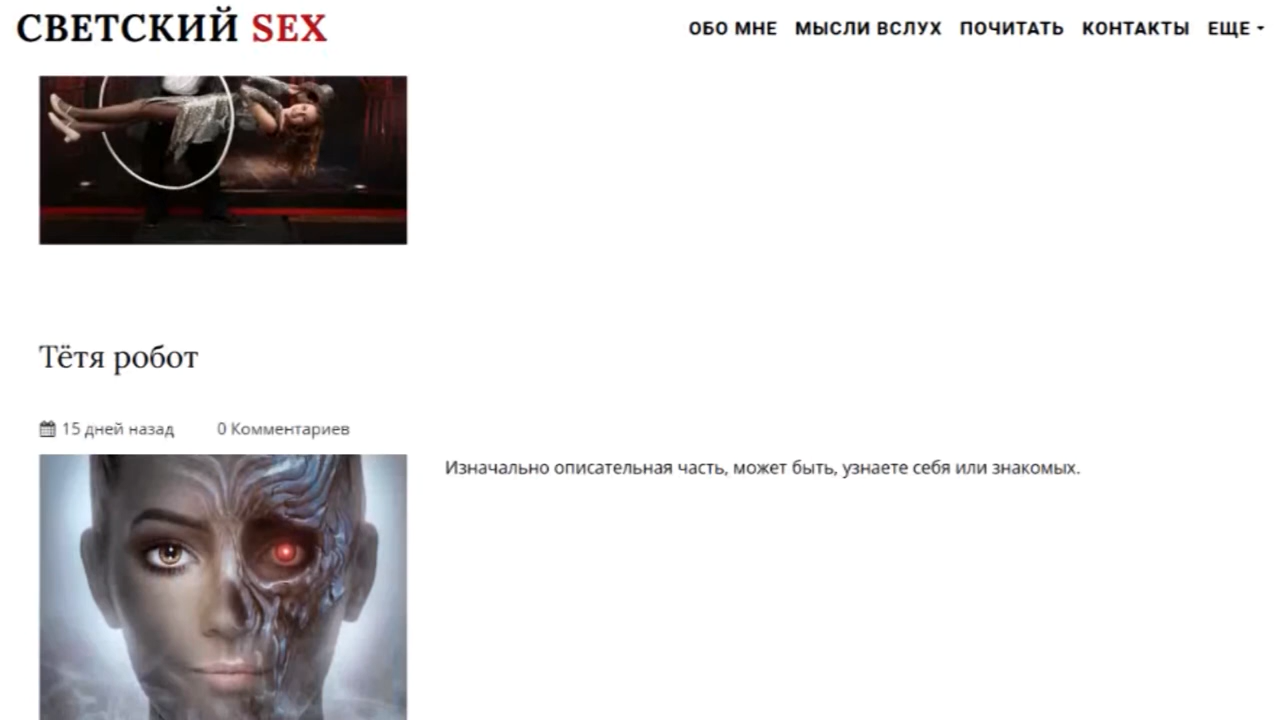 СВЕТСКИЙ SEX
ОБО МНЕ МЫСЛИ ВСЛУХ ПОЧИТАТЬ КОНТАКТЫ ЕЩЕ
Тётя робот
15 дней назад 0 Комментариев
Изначально описательная часть, может быть, узнаете себя или знакомых.